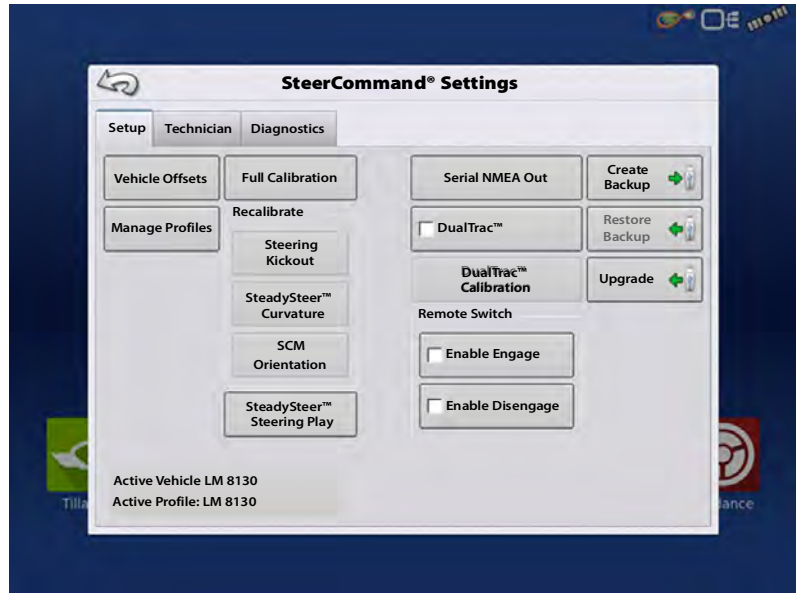 SteerCommand® Settings
Setup
Technician
Diagnostics
Vehicle Offsets
Full Calibration
Serial NMEA Out
Create
Backup
Manage Profiles
Recalibrate
Steering
Kickout
DualTrac™
Restore
Backup
SteadySteer™
Curvature
DualTrac™
Calibration
Upgrade
SCM
Orientation
Remote Switch
Enable Engage
SteadySteer™
Steering Play
Enable Disengage
Active Vehicle LM 8130
Active Profile: LM 8130
Tilla
dance